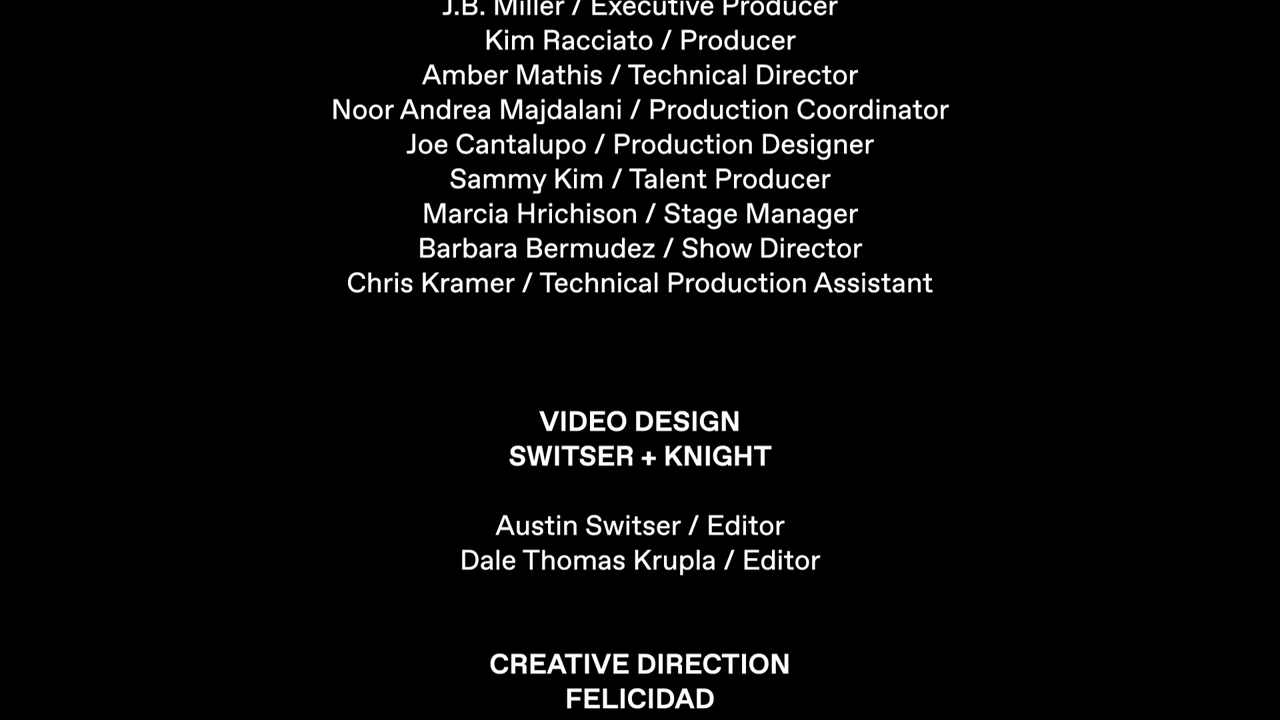 J.B. Miller / Executive Producer
Kim Racciato / Producer
Amber Mathis / Technical Director
Noor Andrea Majdalani / Production Coordinator
Joe Cantalupo / Production Designer
Sammy Kim / Talent Producer
Marcia Hrichison / Stage Manager
Barbara Bermudez / Show Director
Chris Kramer / Technical Production Assistant
VIDEO DESIGN
SWITSER + KNIGHT
Austin Switser / Editor
Dale Thomas Krupla / Editor
CREATIVE DIRECTION
FELICIDAD